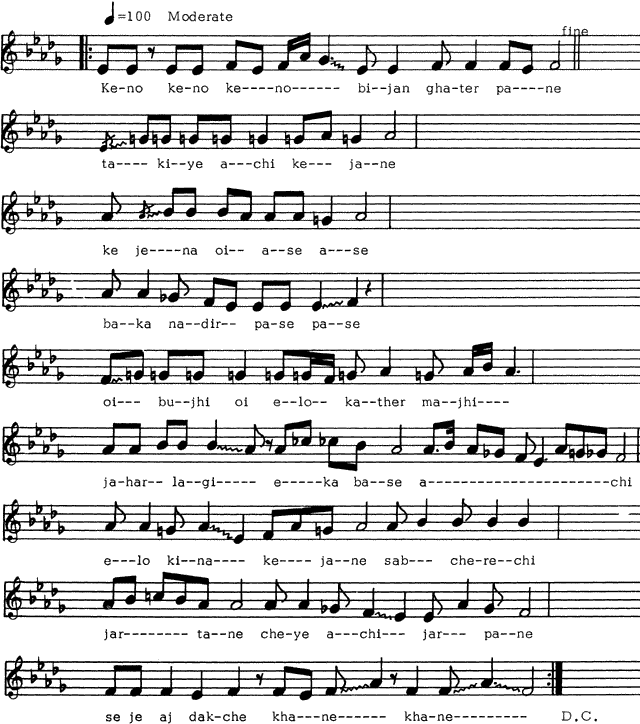 =100 Moderate
fine
Ke-no ke-no ke----no------ bi--jan gha-ter pa----ne
ta---- ki--ye a---chi ke--- ja--ne
ke je----na oi-- a--se a---se
ba--ka na--dir-- pa-se pa--se
oi--- bu--jhi oi e--lo-- ka--ther ma--jhi----
ja-har-- la--gi----- e----ka ba-se a---------------------chi
e---lo ki--na---- ke---- ja--ne sab--- che--re--chi
jar-------- ta--ne che-ye a---chi--- jar--- pa---ne
se je aj dak-che kha---ne------ kha--ne---------- D.C.